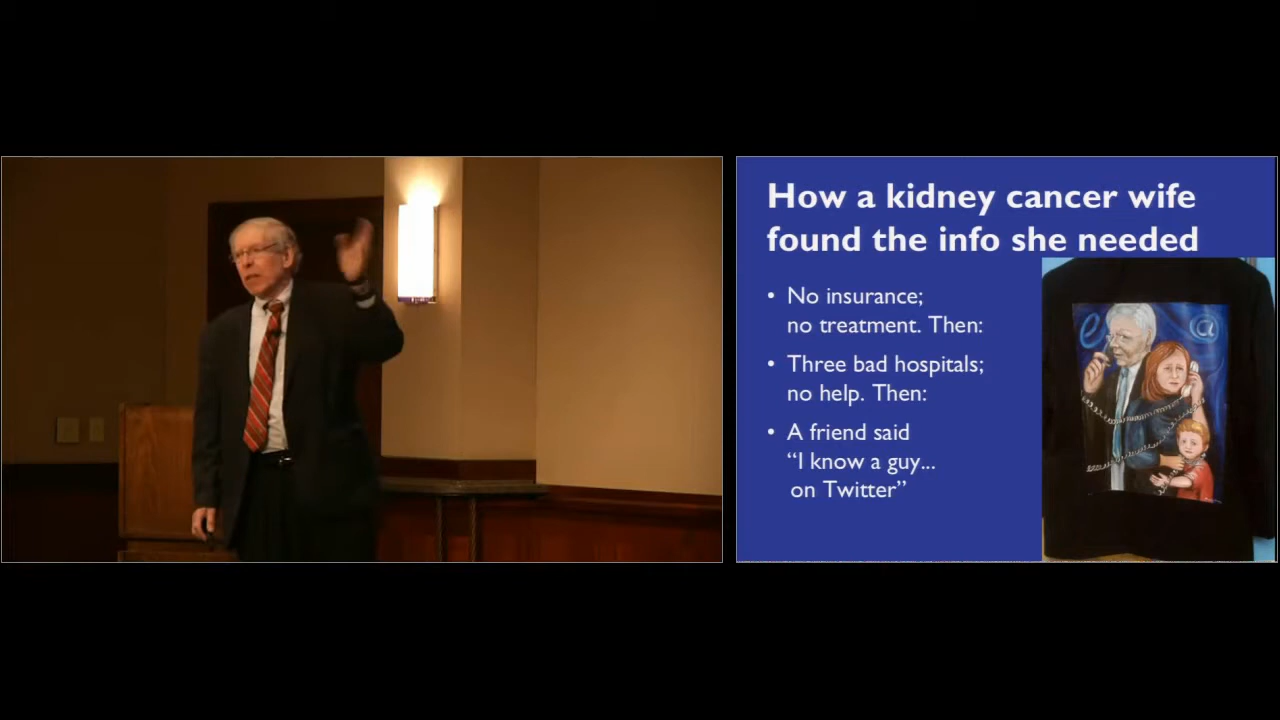 How a kidney cancer wife
found the info she needed
• No insurance;
no treatment. Then:
• Three bad hospitals;
no help. Then:
• A friend said
“I know a guy...
on Twitter”
e
@